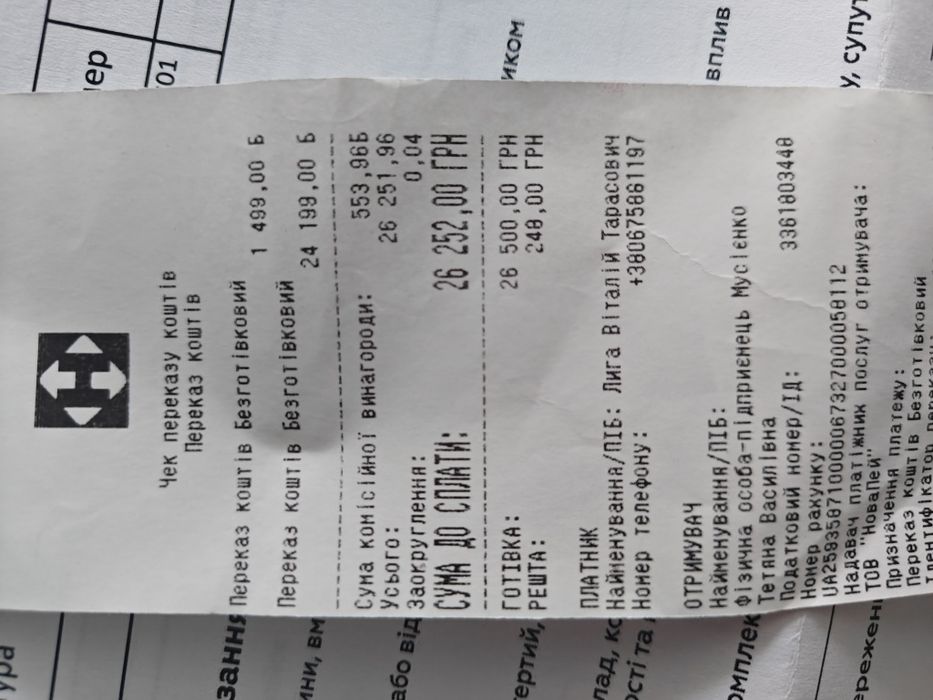 Чек переказу коштів
Переказ коштів
Переказ коштів Безготівковий
1 499,00 Б
Переказ коштів Безготівковий
24 199,00 Б
Сума комісійної винагороди: 553,96Б
Усього: 26 251,96
Заокруглення: 0,04
СУМА ДО СПЛАТИ: 26 252,00 ГРН
ГОТІВКА: 26 500,00 ГРН
РЕШТА: 248,00 ГРН
ПЛАТНИК
Найменування/ПІБ: Лига Віталій Тарасович
Номер телефону: +380675861197
ОТРИМУВАЧ
Найменування/ПІБ:
фізична особа-підприєнець Мусієнко
Тетяна Василівна
Податковий номер/ІД: 3361803448
Номер рахунку:
UA259358710000067327000058112
Надавач платіжник послуг отримувача:
ТОВ "НоваПей"
Призначення платежу:
Переказ коштів Безготівковий